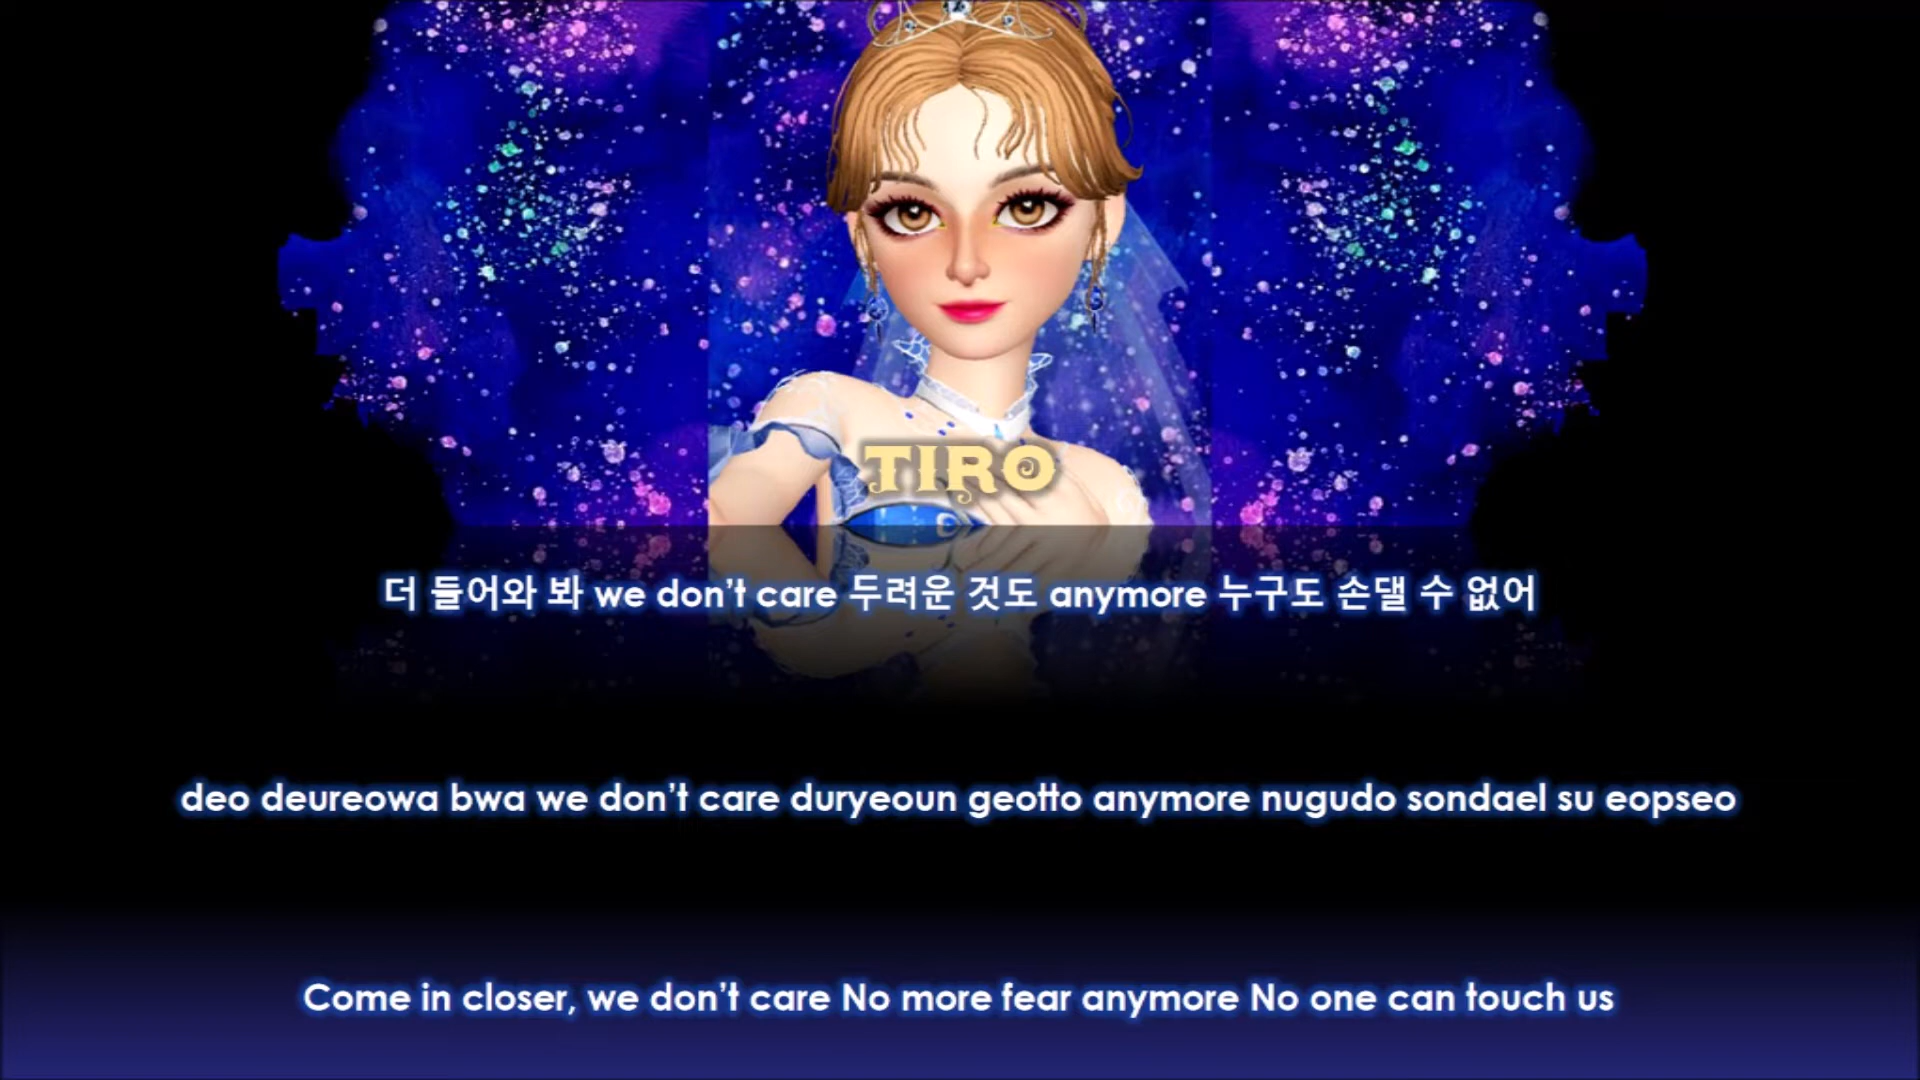 TIRO
더 들어와 봐 we don't care 두려운 것도 anymore 누구도 손댈 수 없어
deo deureowa bwa we don't care duryeoun geotto anymore nugudo sondael su eopseo
Come in closer, we don't care No more fear anymore No one can touch us